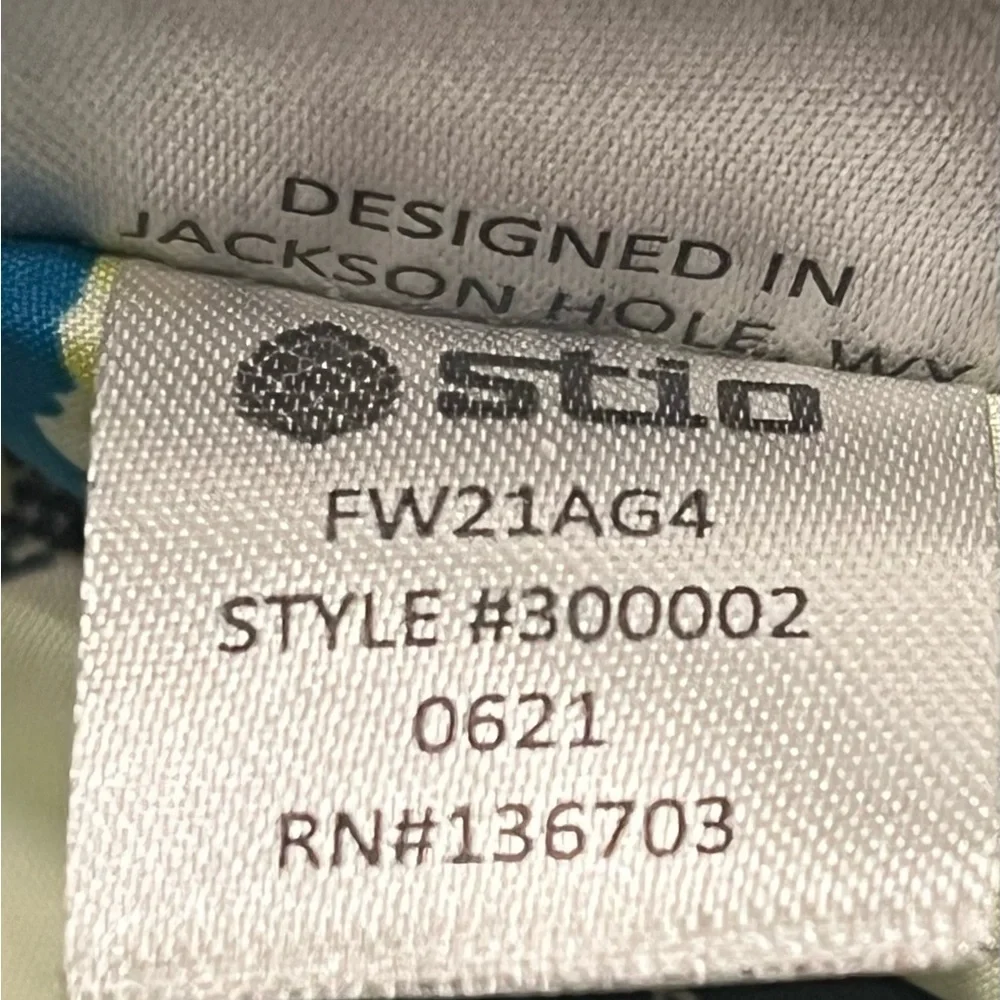 DESIGNED IN
JACKSON HOLE, WY
stio
FW21AG4
STYLE #300002
0621
RN#136703